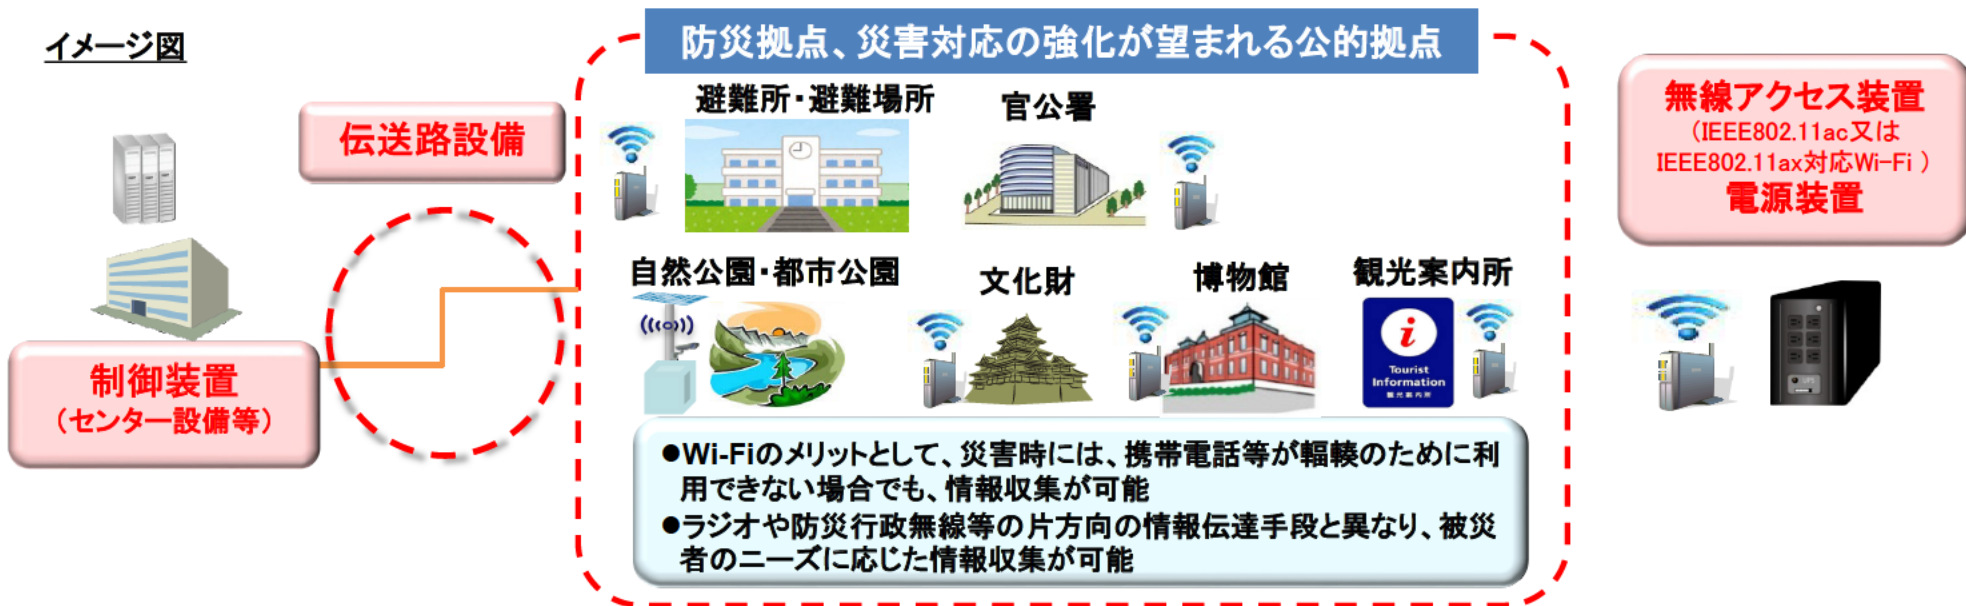 イメージ図
防災拠点、災害対応の強化が望まれる公的拠点
伝送路設備
避難所・避難場所
官公署
無線アクセス装置
(IEEE802.11ac又は
IEEE802.11ax対応Wi-Fi )
電源装置
自然公園・都市公園
文化財
博物館
観光案内所
i
Tourist
Information
観光案内所
制御装置
(センター設備等)
●Wi-Fiのメリットとして、災害時には、携帯電話等が輻輳のために利
用できない場合でも、情報収集が可能
●ラジオや防災行政無線等の片方向の情報伝達手段と異なり、被災
者のニーズに応じた情報収集が可能
UPS